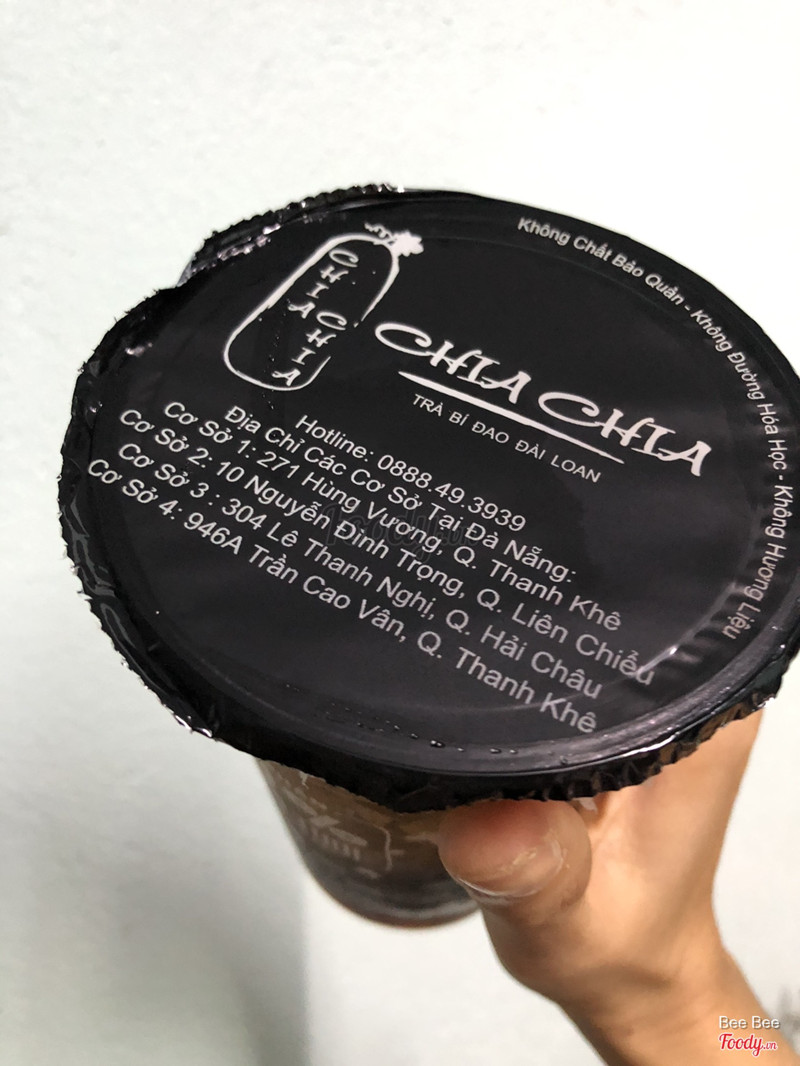 CHIA CHIA
Không Chất Bảo Quản - Không Đường Hóa Học - Không Hương Liệu
CHIA CHIA
TRÀ BÍ ĐAO ĐÀI LOAN
Hotline: 0888.49.3939
Địa Chỉ Các Cơ Sở Tại Đà Nẵng:
Cơ Sở 1: 271 Hùng Vương, Q. Thanh Khê
Cơ Sở 2: 10 Nguyễn Đình Trọng, Q. Liên Chiểu
Cơ Sở 3 : 304 Lê Thanh Nghị, Q. Hải Châu
Cơ Sở 4: 946A Trần Cao Vân, Q. Thanh Khê
Foody.vn
Bee Bee
Foody.vn